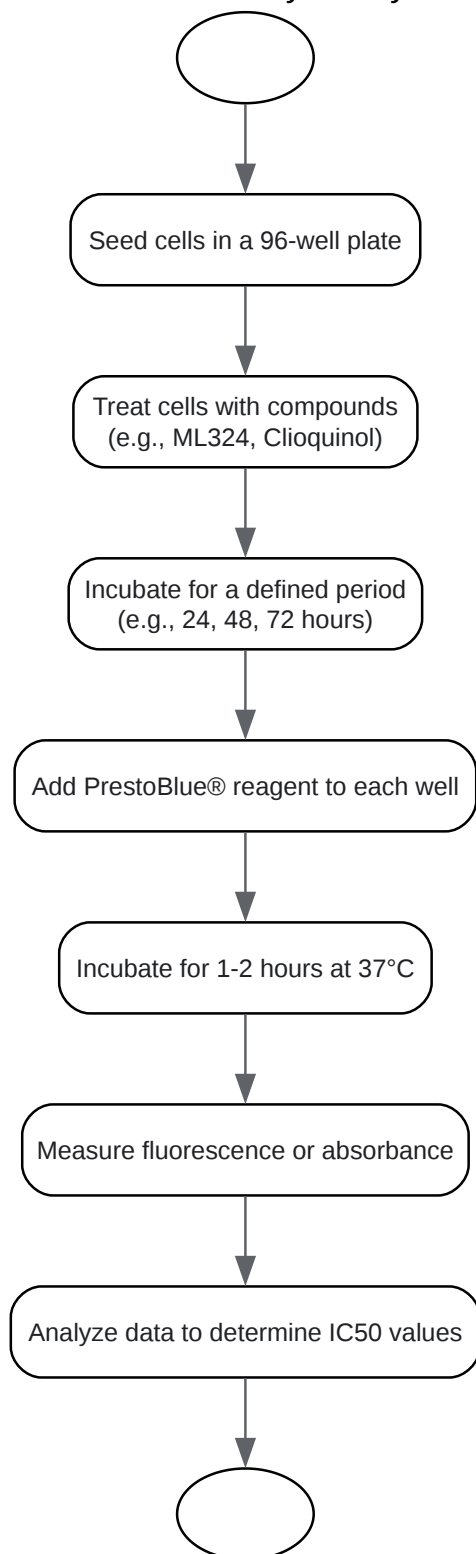 Seed cells in a 96-well plate
Treat cells with compounds
(e.g., ML324, Clioquinol)
Incubate for a defined period
(e.g., 24, 48, 72 hours)
Add PrestoBlue® reagent to each well
Incubate for 1-2 hours at 37°C
Measure fluorescence or absorbance
Analyze data to determine IC50 values